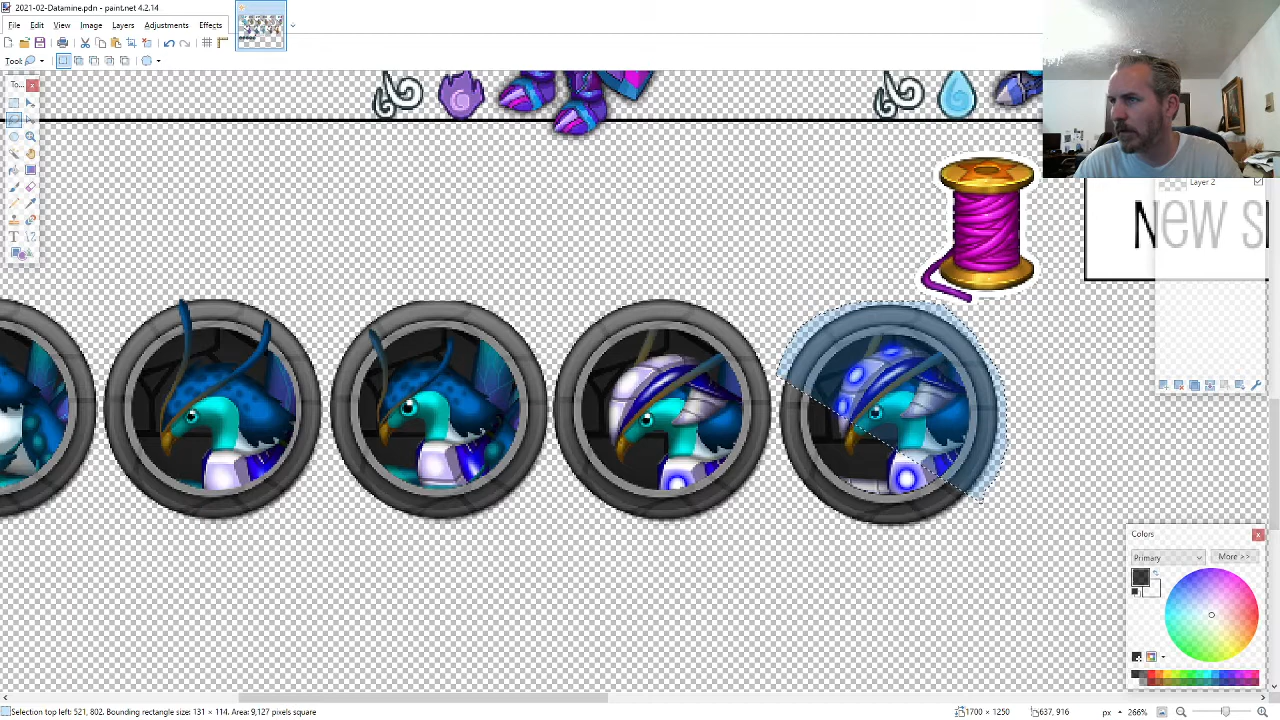 2021-02-Datamine.pdn - paint.net 4.2.14
File Edit View Image Layers Adjustments Effects
Tool:
To...
Layer 2
New s
Colors
Primary
More >>
Selection top left: 521, 802. Bounding rectangle size: 131 × 114. Area: 9,127 pixels square
1700 × 1250
637, 916
px
266%